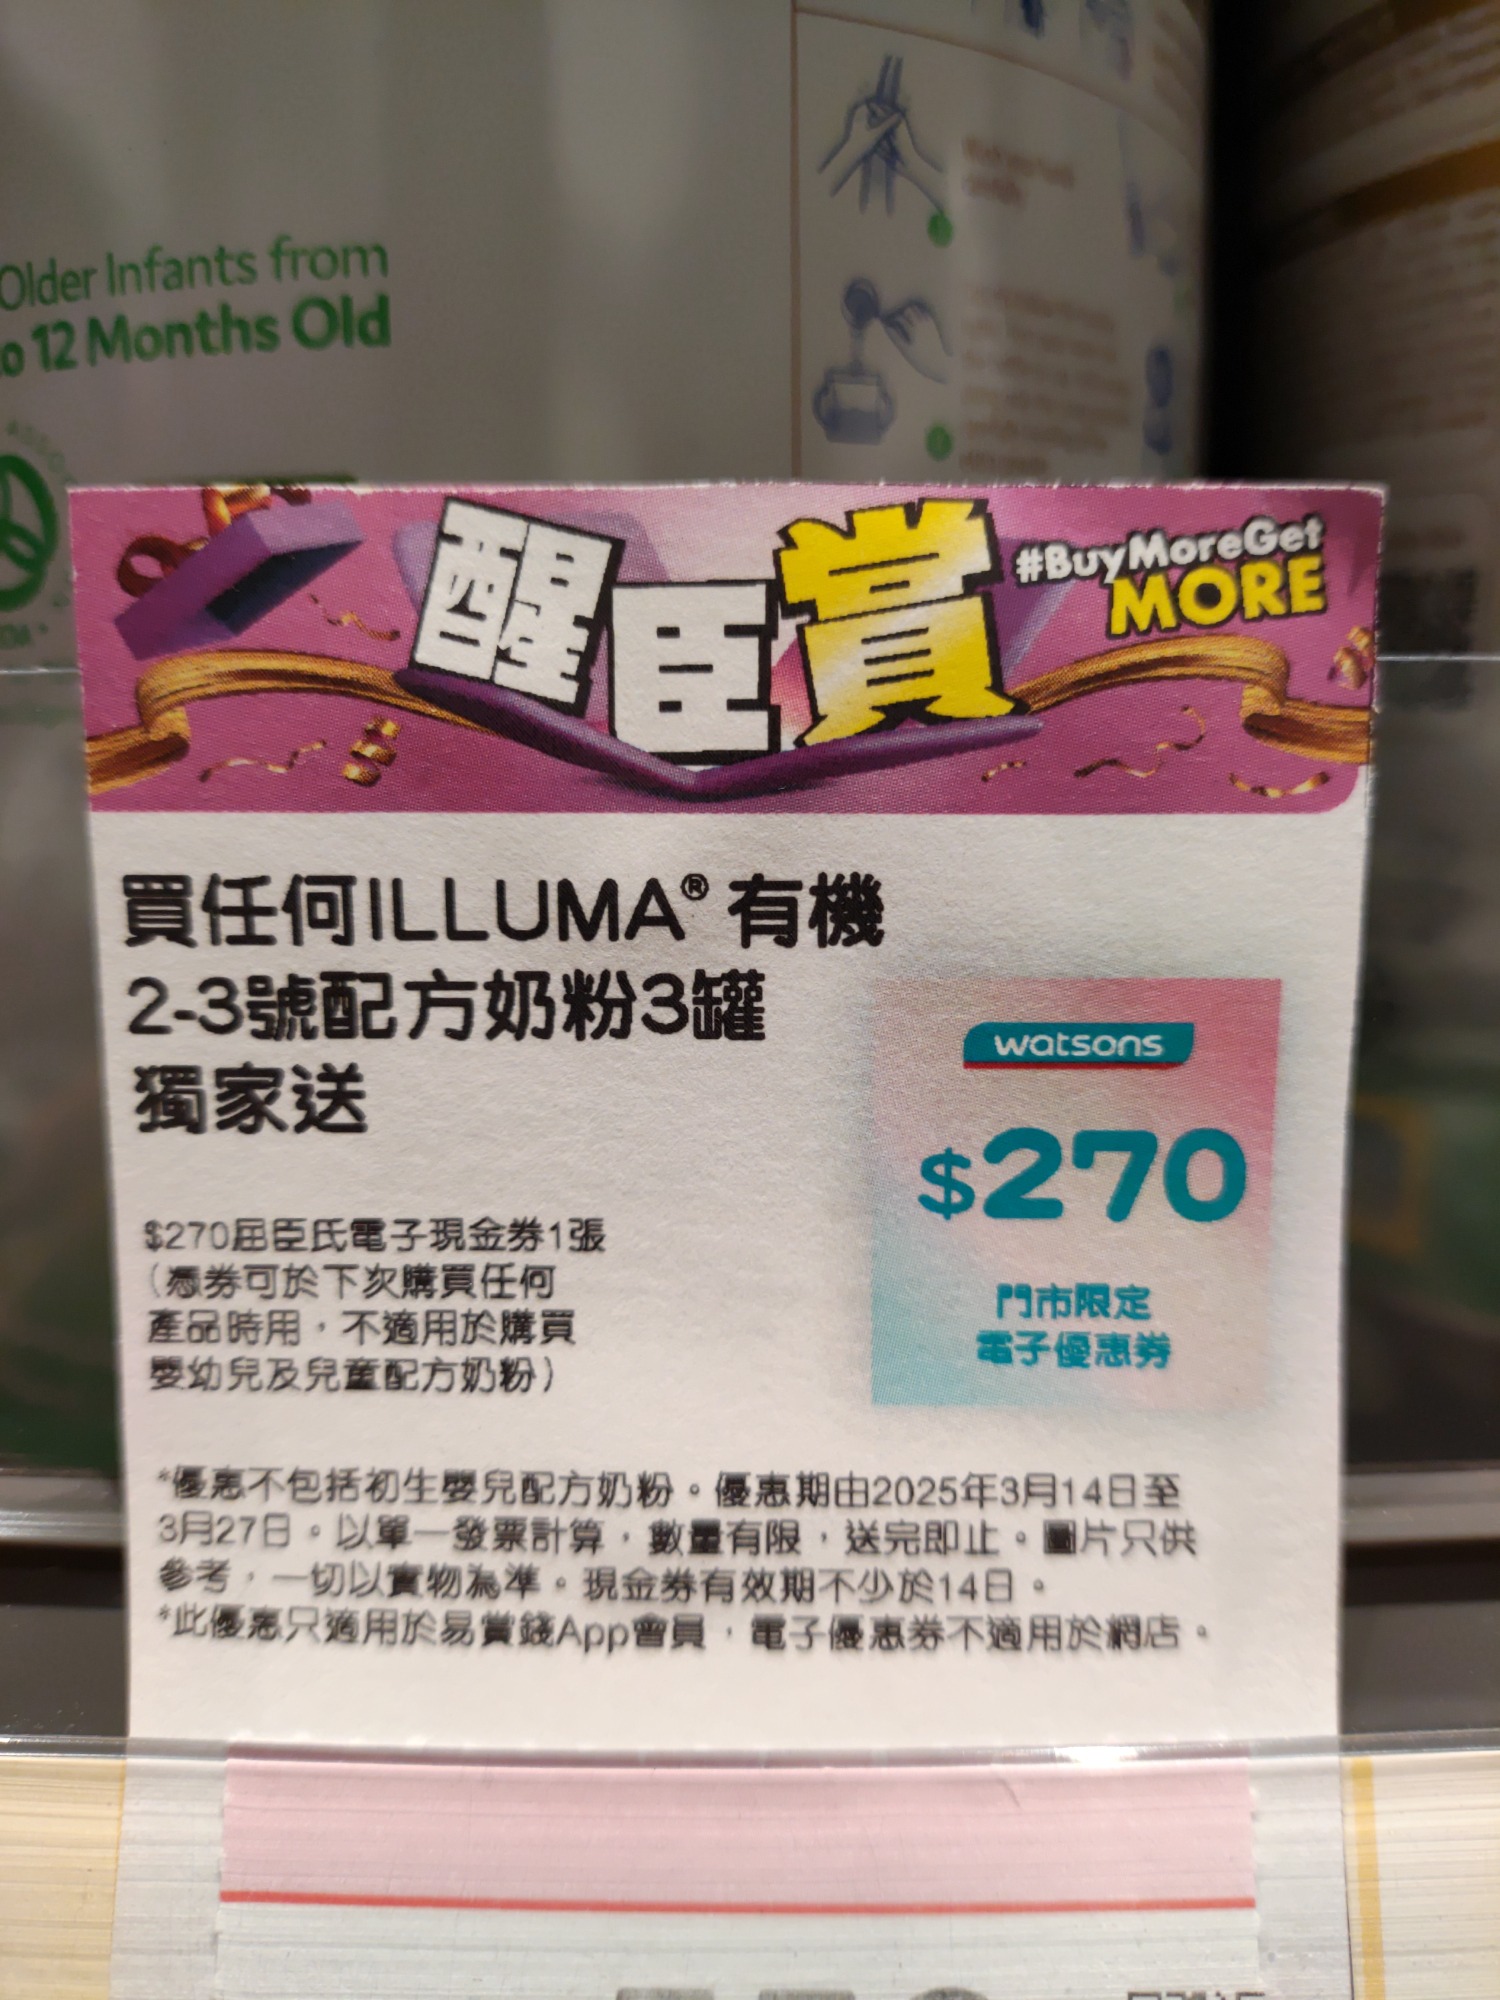 Older Infants from
o 12 Months Old
醒臣賞
#BuyMoreGet
MORE
買任何ILLUMA® 有機
2-3號配方奶粉3罐
獨家送
watsons
$270
門市限定
電子優惠券
$270屈臣氏電子現金券1張
（憑券可於下次購買任何
產品時用，不適用於購買
嬰幼兒及兒童配方奶粉）
*優惠不包括初生嬰兒配方奶粉。優惠期由2025年3月14日至
3月27日。以單一發票計算，數量有限，送完即止。圖片只供
參考，一切以實物為準。現金券有效期不少於14日。
*此優惠只適用於易賞錢App會員，電子優惠券不適用於網店。